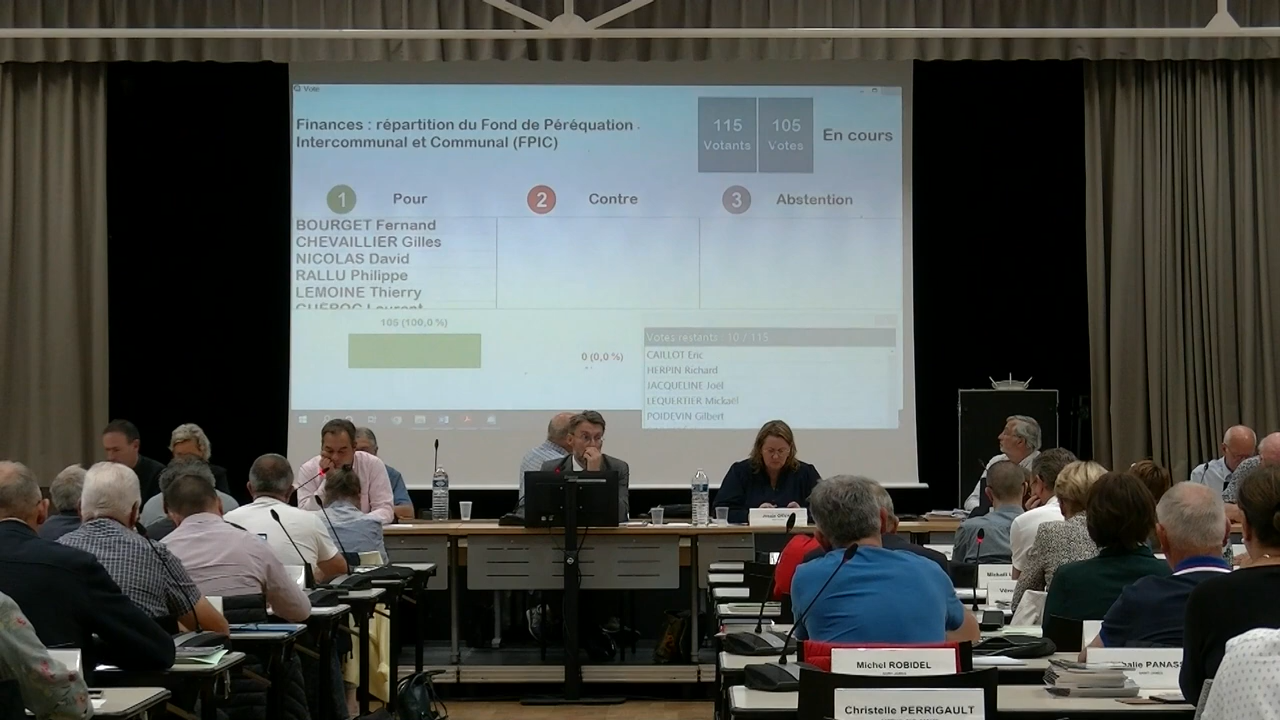 Vote
Finances : répartition du Fond de Péréquation
Intercommunal et Communal (FPIC)
115
Votants
105
Votes
En cours
1 Pour
2 Contre
3 Abstention
BOURGET Fernand
CHEVAILLIER Gilles
NICOLAS David
RALLU Philippe
LEMOINE Thierry
105 (100,0 %)
0 (0,0 %)
Votes restants : 10 / 115
CAILLOT Eric
HERPIN Richard
JACQUELINE Joël
LEQUERTIER Mickaël
POIDEVIN Gilbert
Michel ROBIDEL
Christelle PERRIGAULT